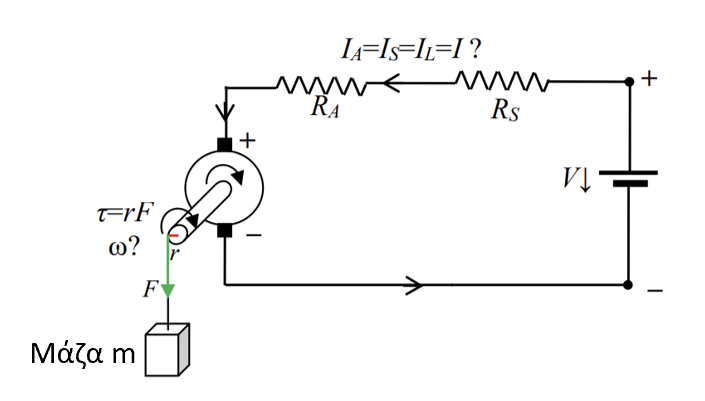 I_A=I_S=I_L=I ?
R_A
R_S
+
+
V↓
τ=rF
ω?
r
−
F
−
Μάζα m